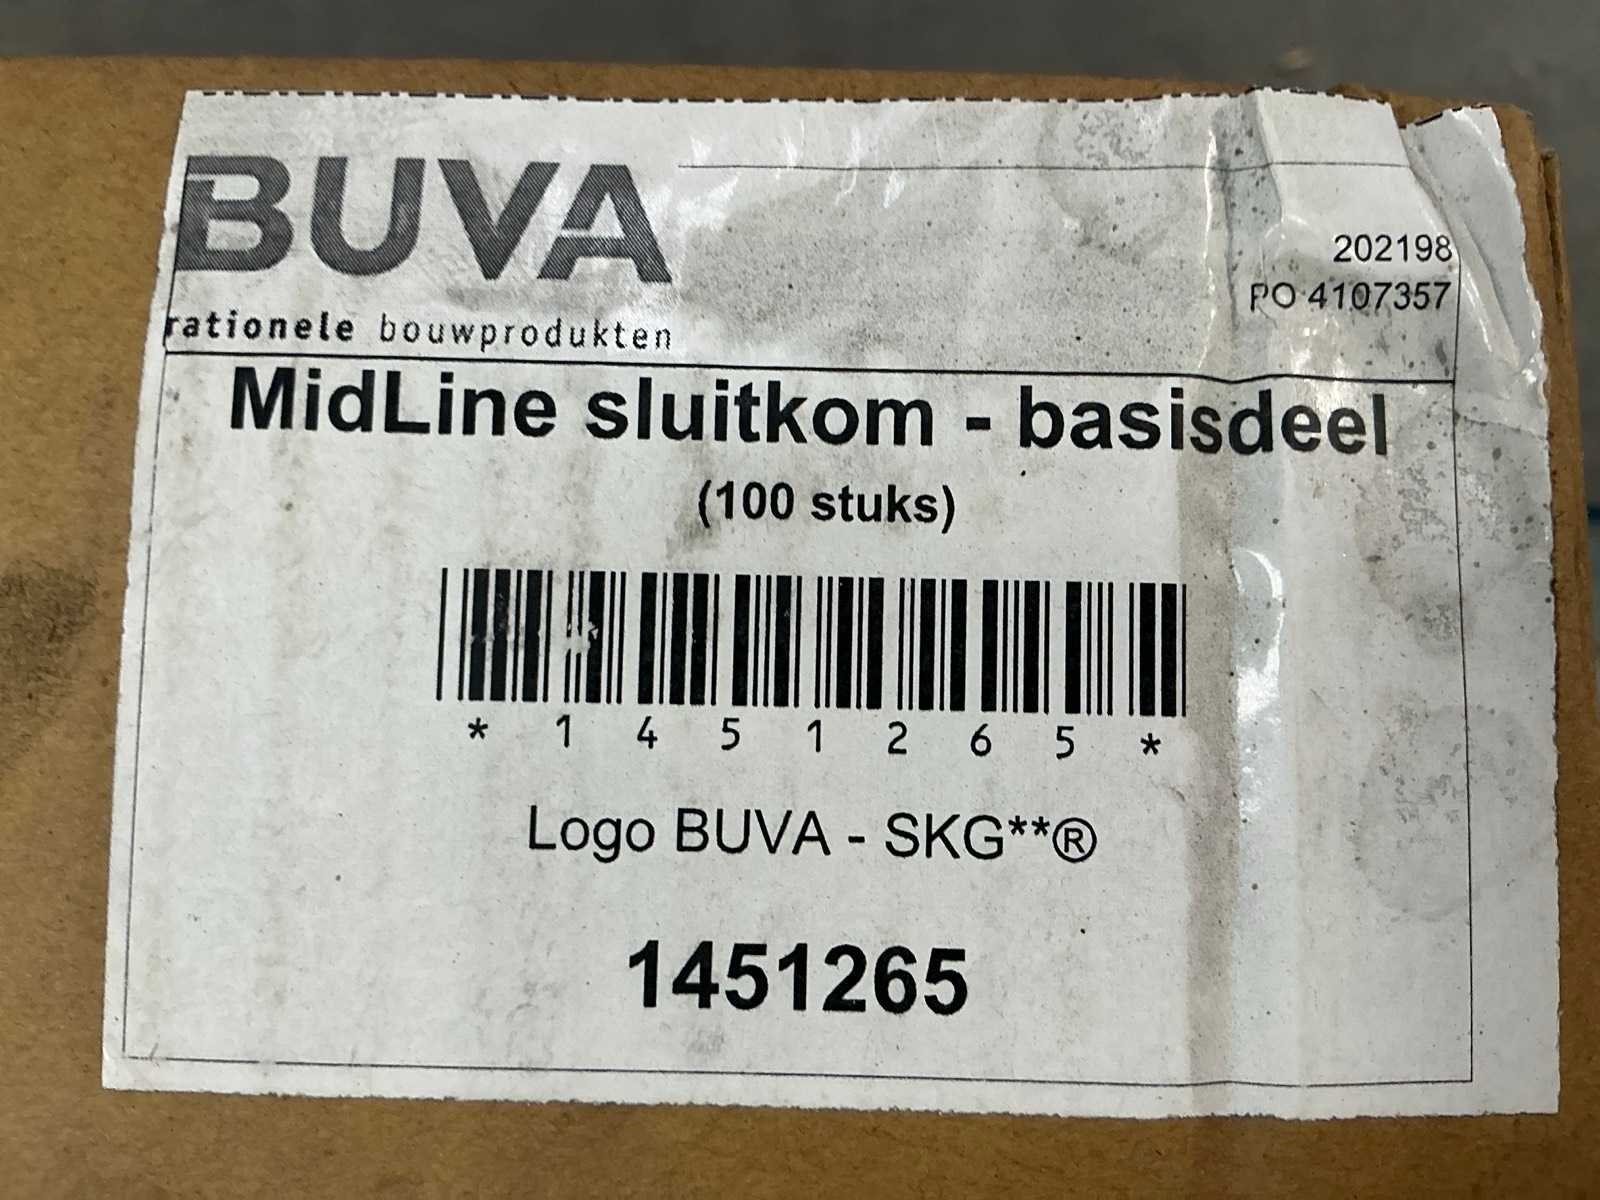 BUVA
rationele bouwprodukten
202198
PO 4107357
MidLine sluitkom - basisdeel
(100 stuks)
* 1 4 5 1 2 6 5 *
Logo BUVA - SKG**®
1451265